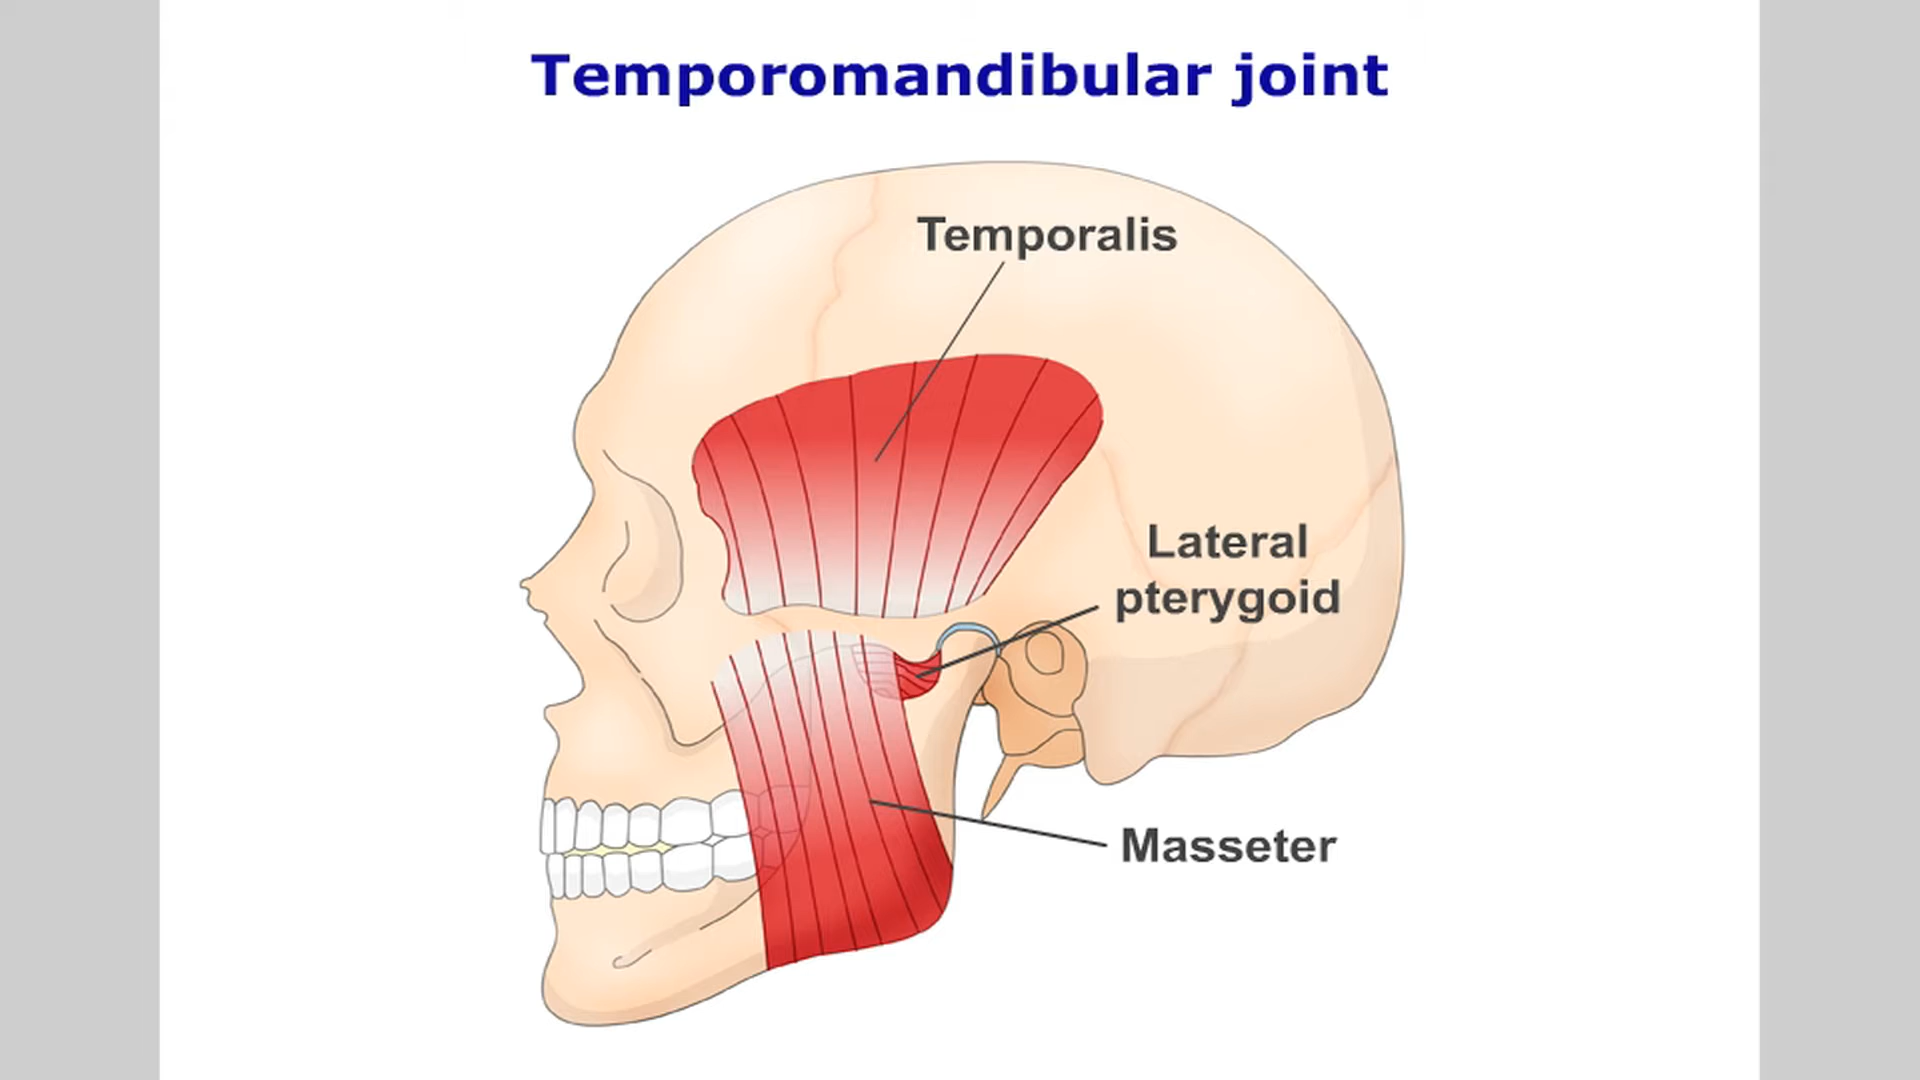 Temporomandibular joint
Temporalis
Lateral
pterygoid
Masseter